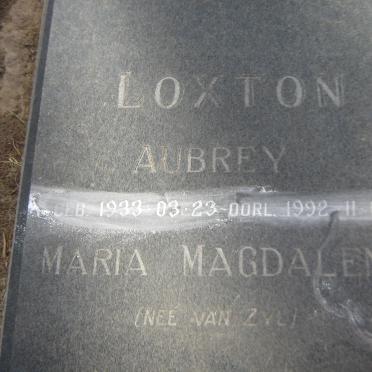 LOXTON
AUBREY
GEB. 1933-03-23-OORL. 1992-11-
MARIA MAGDALEN
(NEE VAN ZYL)